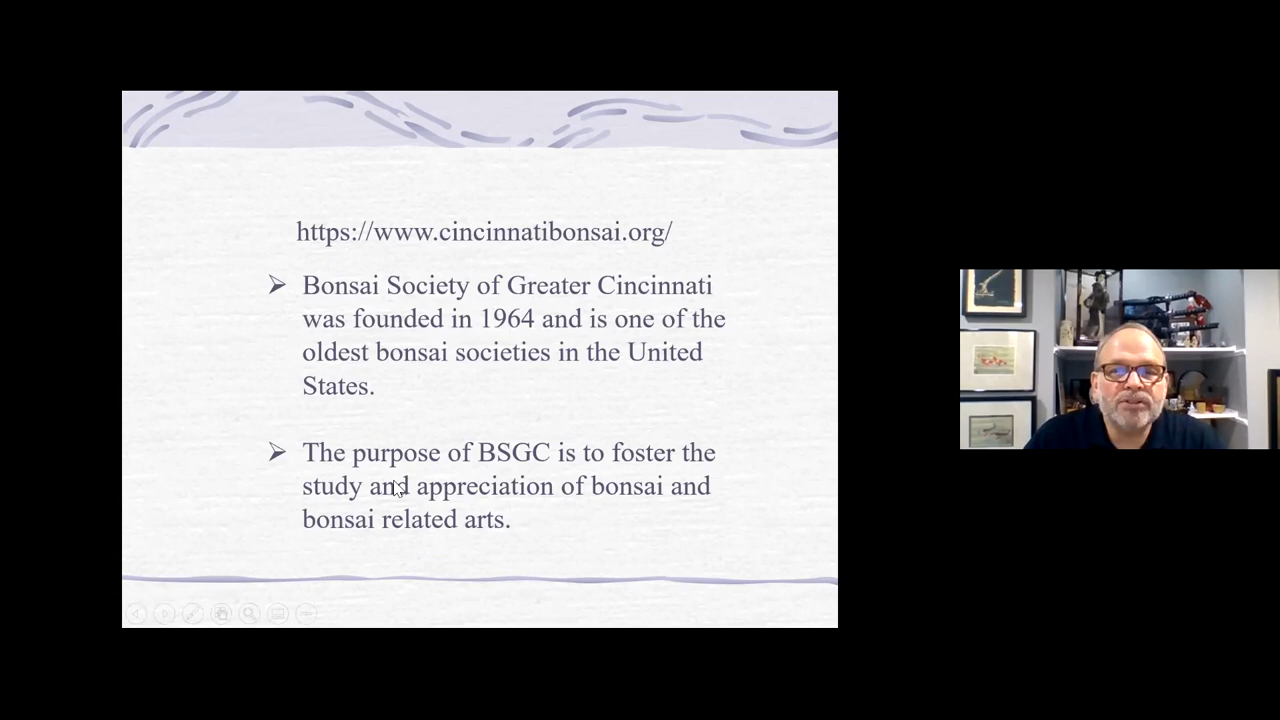 https://www.cincinnatibonsai.org/
Bonsai Society of Greater Cincinnati
was founded in 1964 and is one of the
oldest bonsai societies in the United
States.
The purpose of BSGC is to foster the
study and appreciation of bonsai and
bonsai related arts.